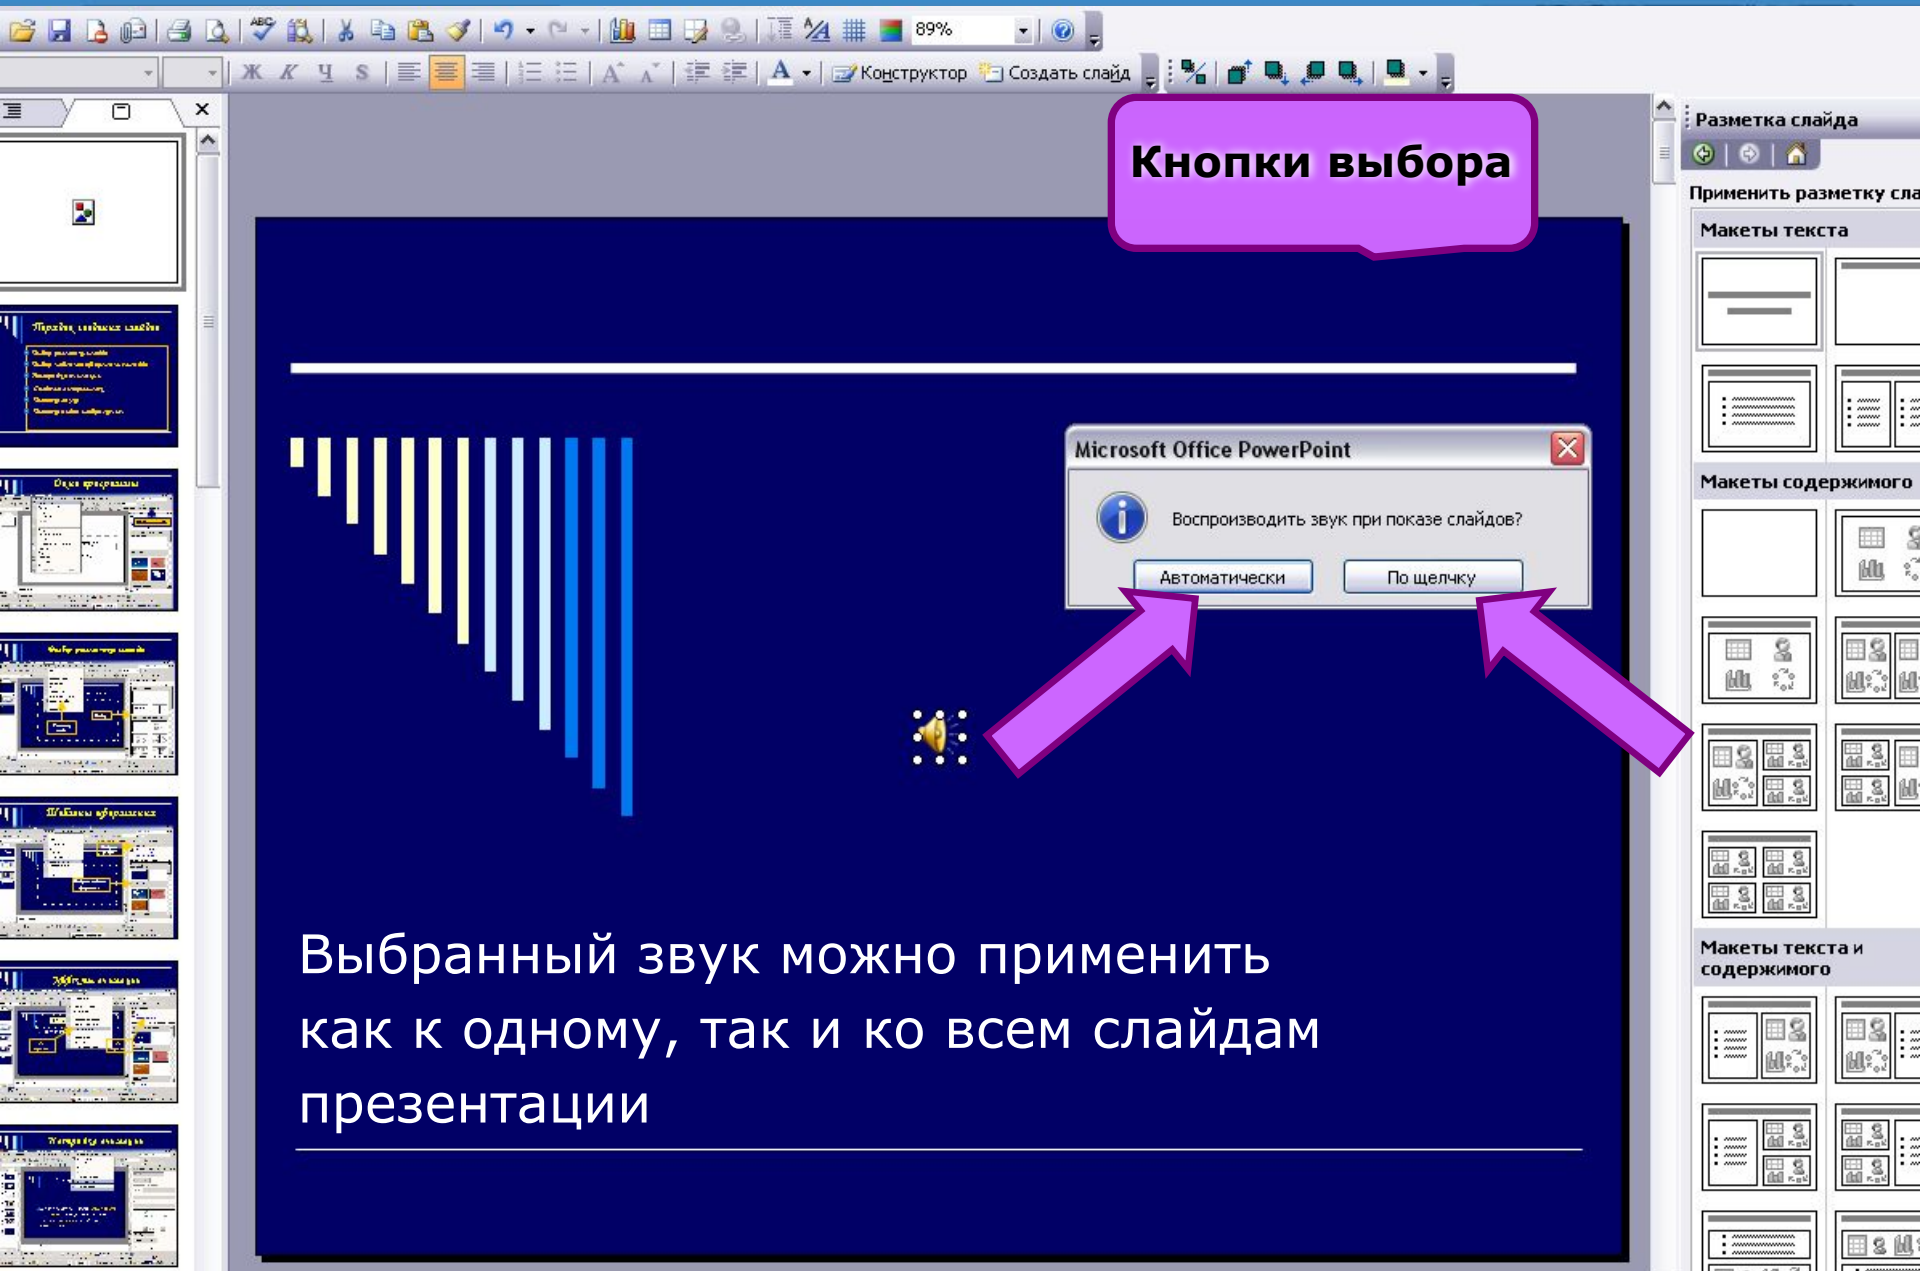 ABC
89%
Ж К Ч S
A
Конструктор
Создать слайд
Кнопки выбора
Разметка слайда
Применить разметку сла
Макеты текста
Microsoft Office PowerPoint
Воспроизводить звук при показе слайдов?
Автоматически
По щелчку
Макеты содержимого
Выбранный звук можно применить
как к одному, так и ко всем слайдам
презентации
Макеты текста и
содержимого